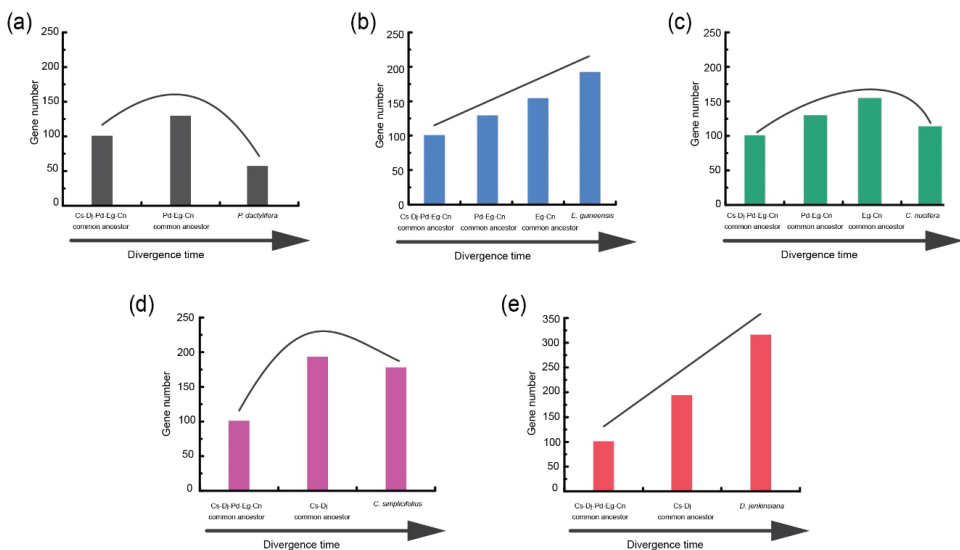 (a)
Gene number
250
200
150
100
50
0
Cs-Dj-Pd-Eg-Cn
common ancestor
Pd-Eg-Cn
common ancestor
P. dactylifera
Divergence time
(b)
Gene number
250
200
150
100
50
0
Cs-Dj-Pd-Eg-Cn
common ancestor
Pd-Eg-Cn
common ancestor
Eg-Cn
common ancestor
E. guineensis
Divergence time
(c)
Gene number
250
200
150
100
50
0
Cs-Dj-Pd-Eg-Cn
common ancestor
Pd-Eg-Cn
common ancestor
Eg-Cn
common ancestor
C. nucifera
Divergence time
(d)
Gene number
250
200
150
100
50
0
Cs-Dj-Pd-Eg-Cn
common ancestor
Cs-Dj
common ancestor
C. simplicifolius
Divergence time
(e)
Gene number
350
300
250
200
150
100
50
0
Cs-Dj-Pd-Eg-Cn
common ancestor
Cs-Dj
common ancestor
D. jenkinsiana
Divergence time